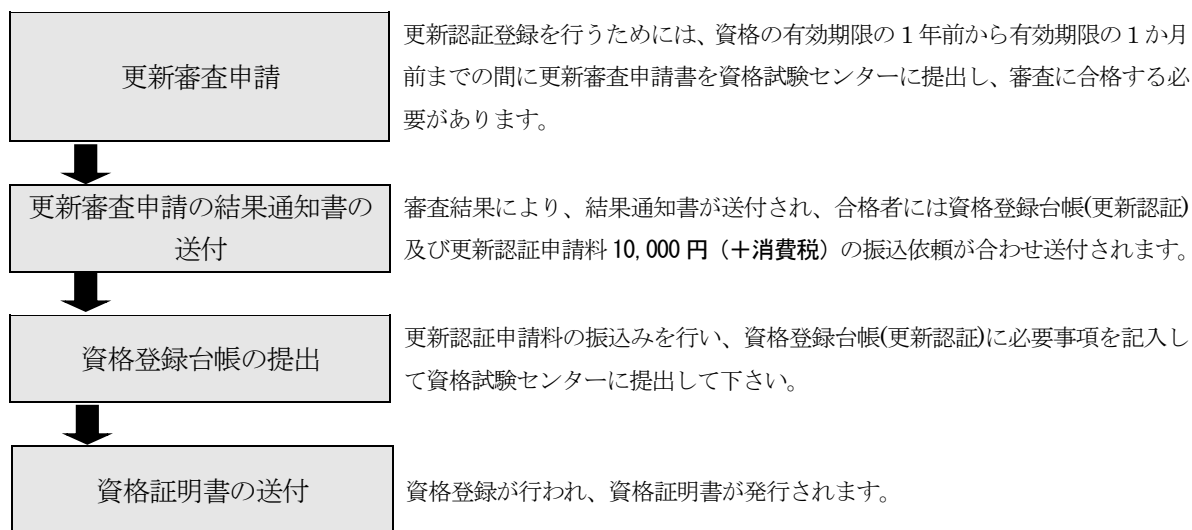 更新審査申請
更新認証登録を行うためには、資格の有効期限の1年前から有効期限の1か月
前までの間に更新審査申請書を資格試験センターに提出し、審査に合格する必
要があります。
更新審査申請の結果通知書の
送付
審査結果により、結果通知書が送付され、合格者には資格登録台帳(更新認証)
及び更新認証申請料 10,000 円（＋消費税）の振込依頼が合わせ送付されます。
資格登録台帳の提出
更新認証申請料の振込みを行い、資格登録台帳(更新認証)に必要事項を記入し
て資格試験センターに提出して下さい。
資格証明書の送付
資格登録が行われ、資格証明書が発行されます。